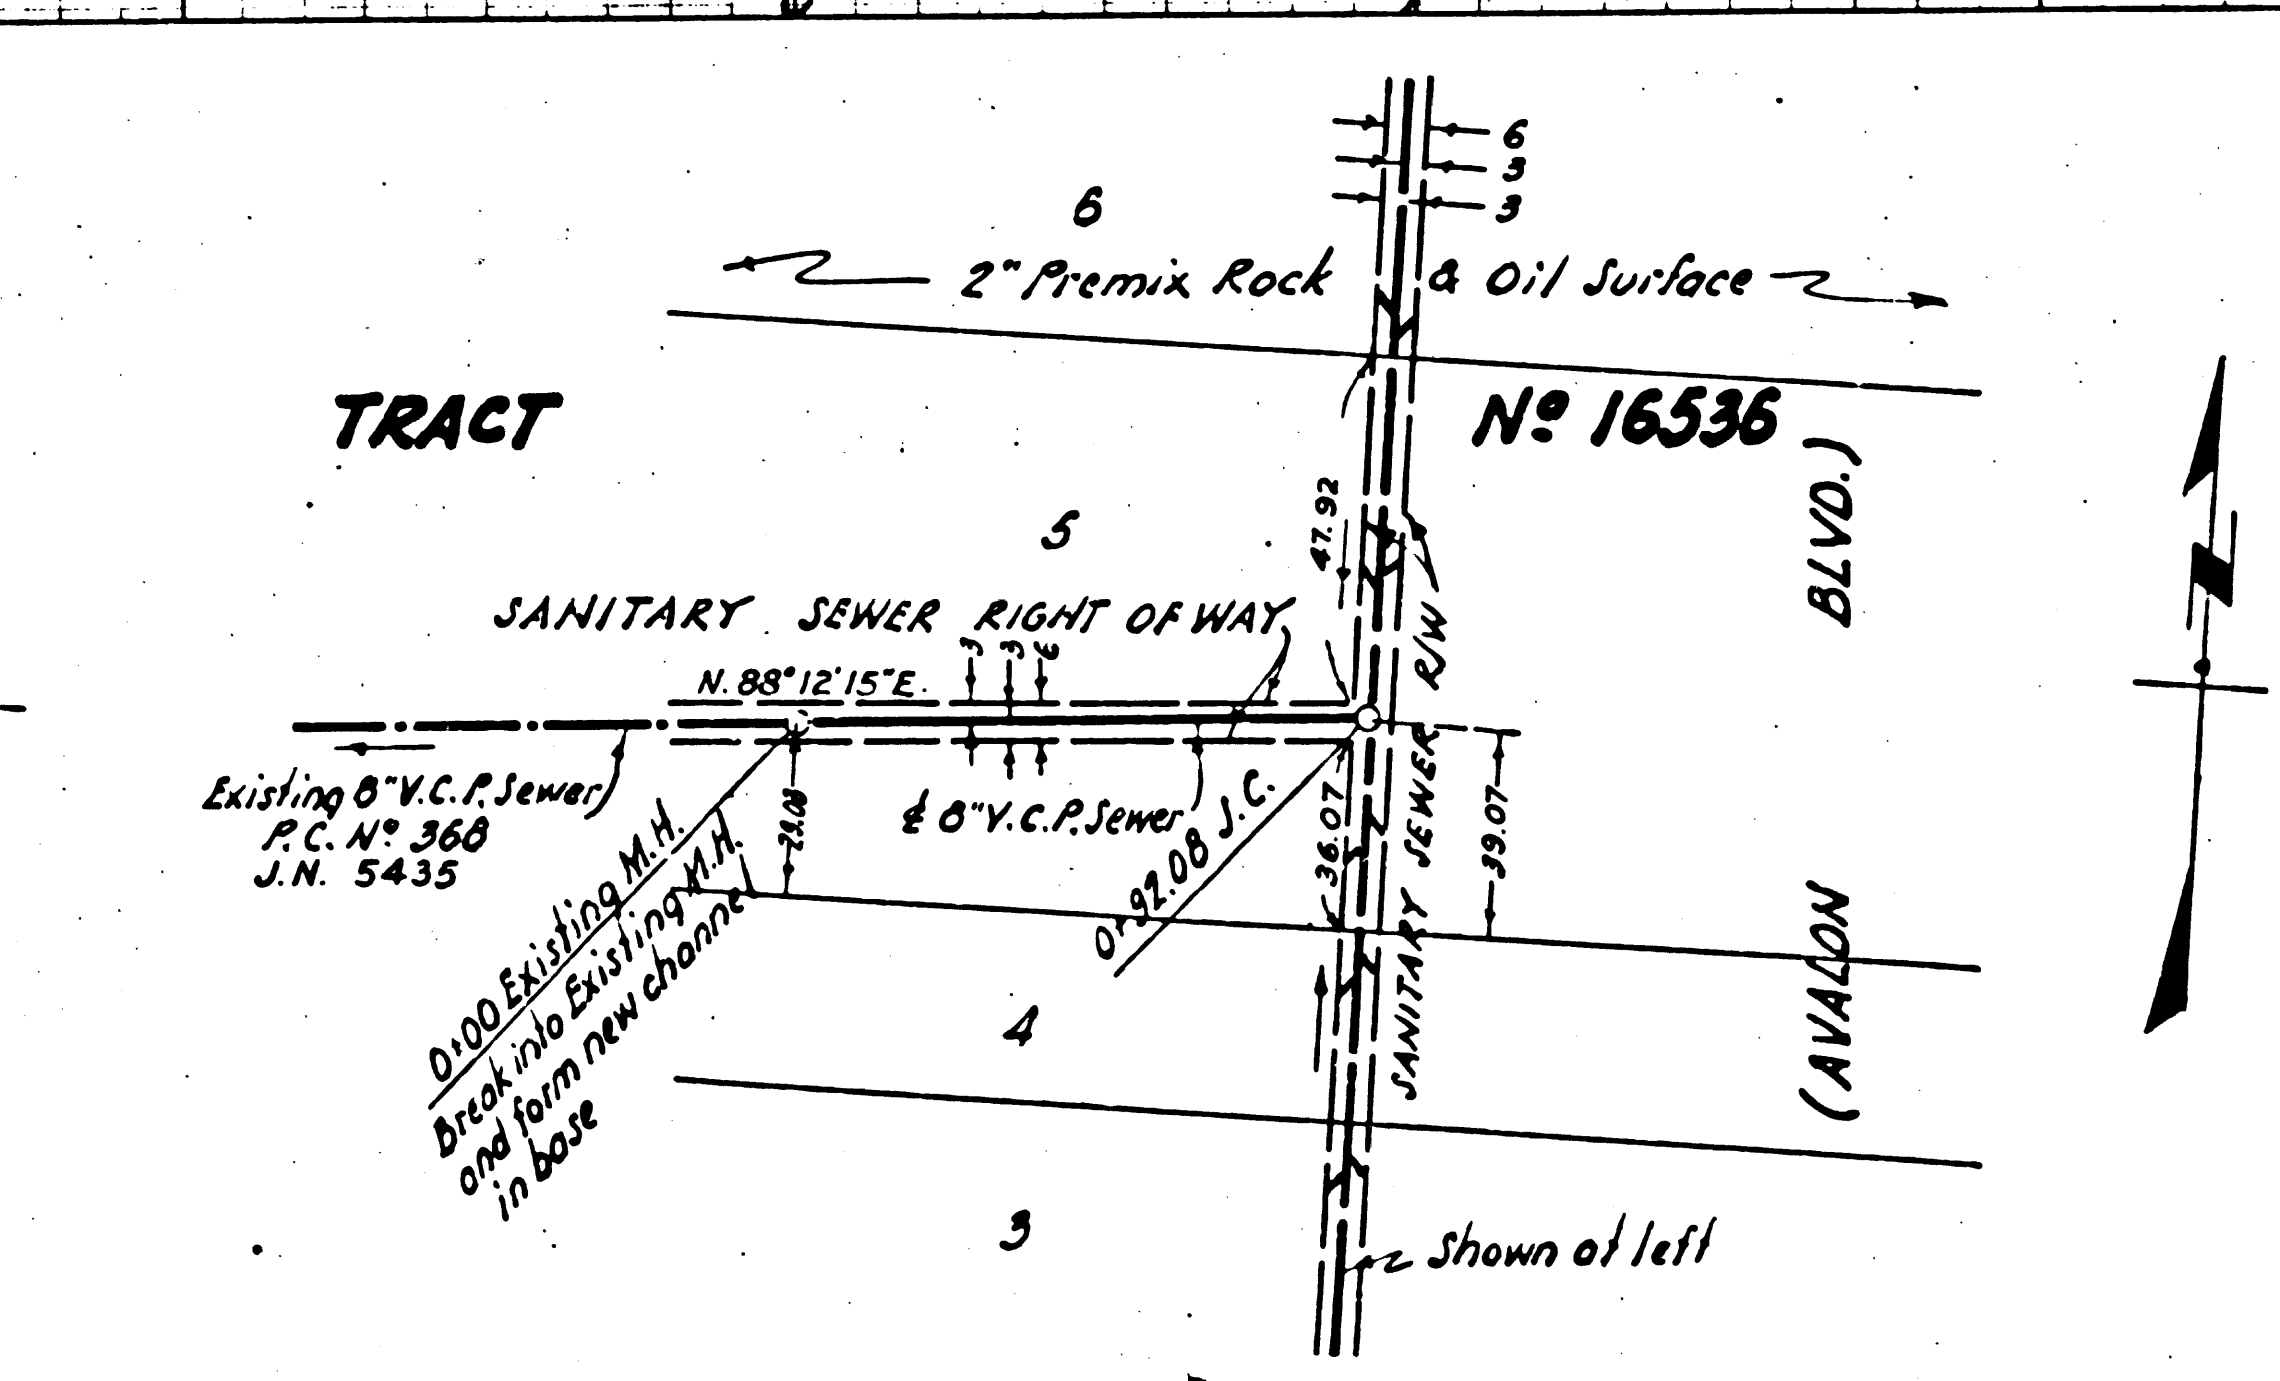 6
3
3
6
2" Premix Rock & Oil Surface
TRACT Nº 16536
5
47.92
SANITARY SEWER RIGHT OF WAY
3
3
6
N. 88° 12' 15" E.
Existing 8" V.C.P. Sewer
P.C. Nº 368
J.N. 5435
0+00 Existing M.H.
Break into Existing M.H.
and form new channel
in base
29.08
℄ 8" V.C.P. Sewer
0+92.08 J.C.
36.07
39.07
SANITARY SEWER R/W
(AVALON BLVD.)
N
4
3
Shown at left